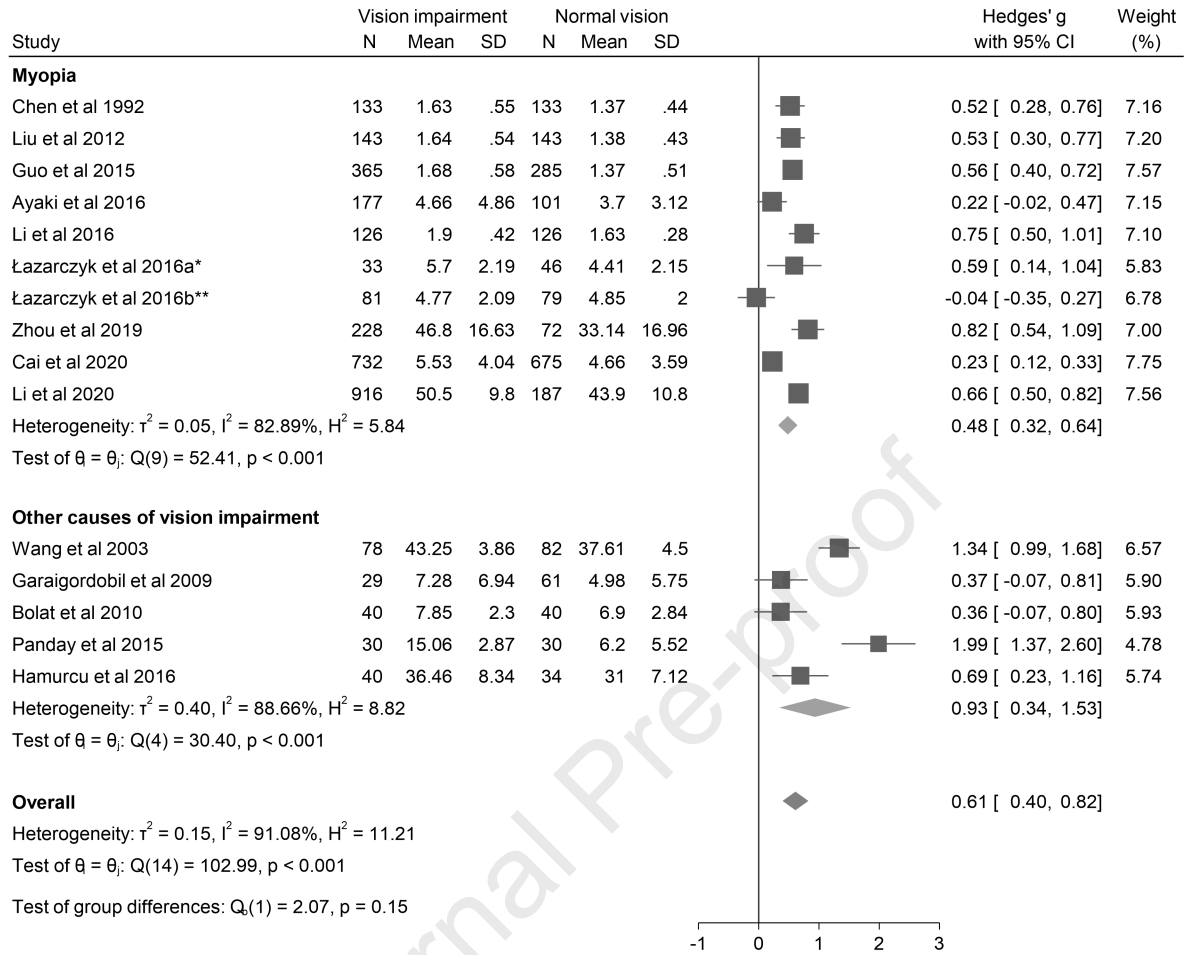 Vision impairment Normal vision Hedges' g Weight
Study N Mean SD N Mean SD with 95% CI (%)
Myopia
Chen et al 1992 133 1.63 .55 133 1.37 .44 0.52 [ 0.28, 0.76] 7.16
Liu et al 2012 143 1.64 .54 143 1.38 .43 0.53 [ 0.30, 0.77] 7.20
Guo et al 2015 365 1.68 .58 285 1.37 .51 0.56 [ 0.40, 0.72] 7.57
Ayaki et al 2016 177 4.66 4.86 101 3.7 3.12 0.22 [ -0.02, 0.47] 7.15
Li et al 2016 126 1.9 .42 126 1.63 .28 0.75 [ 0.50, 1.01] 7.10
Łazarczyk et al 2016a* 33 5.7 2.19 46 4.41 2.15 0.59 [ 0.14, 1.04] 5.83
Łazarczyk et al 2016b** 81 4.77 2.09 79 4.85 2 -0.04 [ -0.35, 0.27] 6.78
Zhou et al 2019 228 46.8 16.63 72 33.14 16.96 0.82 [ 0.54, 1.09] 7.00
Cai et al 2020 732 5.53 4.04 675 4.66 3.59 0.23 [ 0.12, 0.33] 7.75
Li et al 2020 916 50.5 9.8 187 43.9 10.8 0.66 [ 0.50, 0.82] 7.56
Heterogeneity: τ² = 0.05, I² = 82.89%, H² = 5.84 0.48 [ 0.32, 0.64]
Test of θi = θj: Q(9) = 52.41, p < 0.001
Other causes of vision impairment
Wang et al 2003 78 43.25 3.86 82 37.61 4.5 1.34 [ 0.99, 1.68] 6.57
Garaigordobil et al 2009 29 7.28 6.94 61 4.98 5.75 0.37 [ -0.07, 0.81] 5.90
Bolat et al 2010 40 7.85 2.3 40 6.9 2.84 0.36 [ -0.07, 0.80] 5.93
Panday et al 2015 30 15.06 2.87 30 6.2 5.52 1.99 [ 1.37, 2.60] 4.78
Hamurcu et al 2016 40 36.46 8.34 34 31 7.12 0.69 [ 0.23, 1.16] 5.74
Heterogeneity: τ² = 0.40, I² = 88.66%, H² = 8.82 0.93 [ 0.34, 1.53]
Test of θi = θj: Q(4) = 30.40, p < 0.001
Overall 0.61 [ 0.40, 0.82]
Heterogeneity: τ² = 0.15, I² = 91.08%, H² = 11.21
Test of θi = θj: Q(14) = 102.99, p < 0.001
Test of group differences: Qb(1) = 2.07, p = 0.15
-1 0 1 2 3
rnal Pre-proof